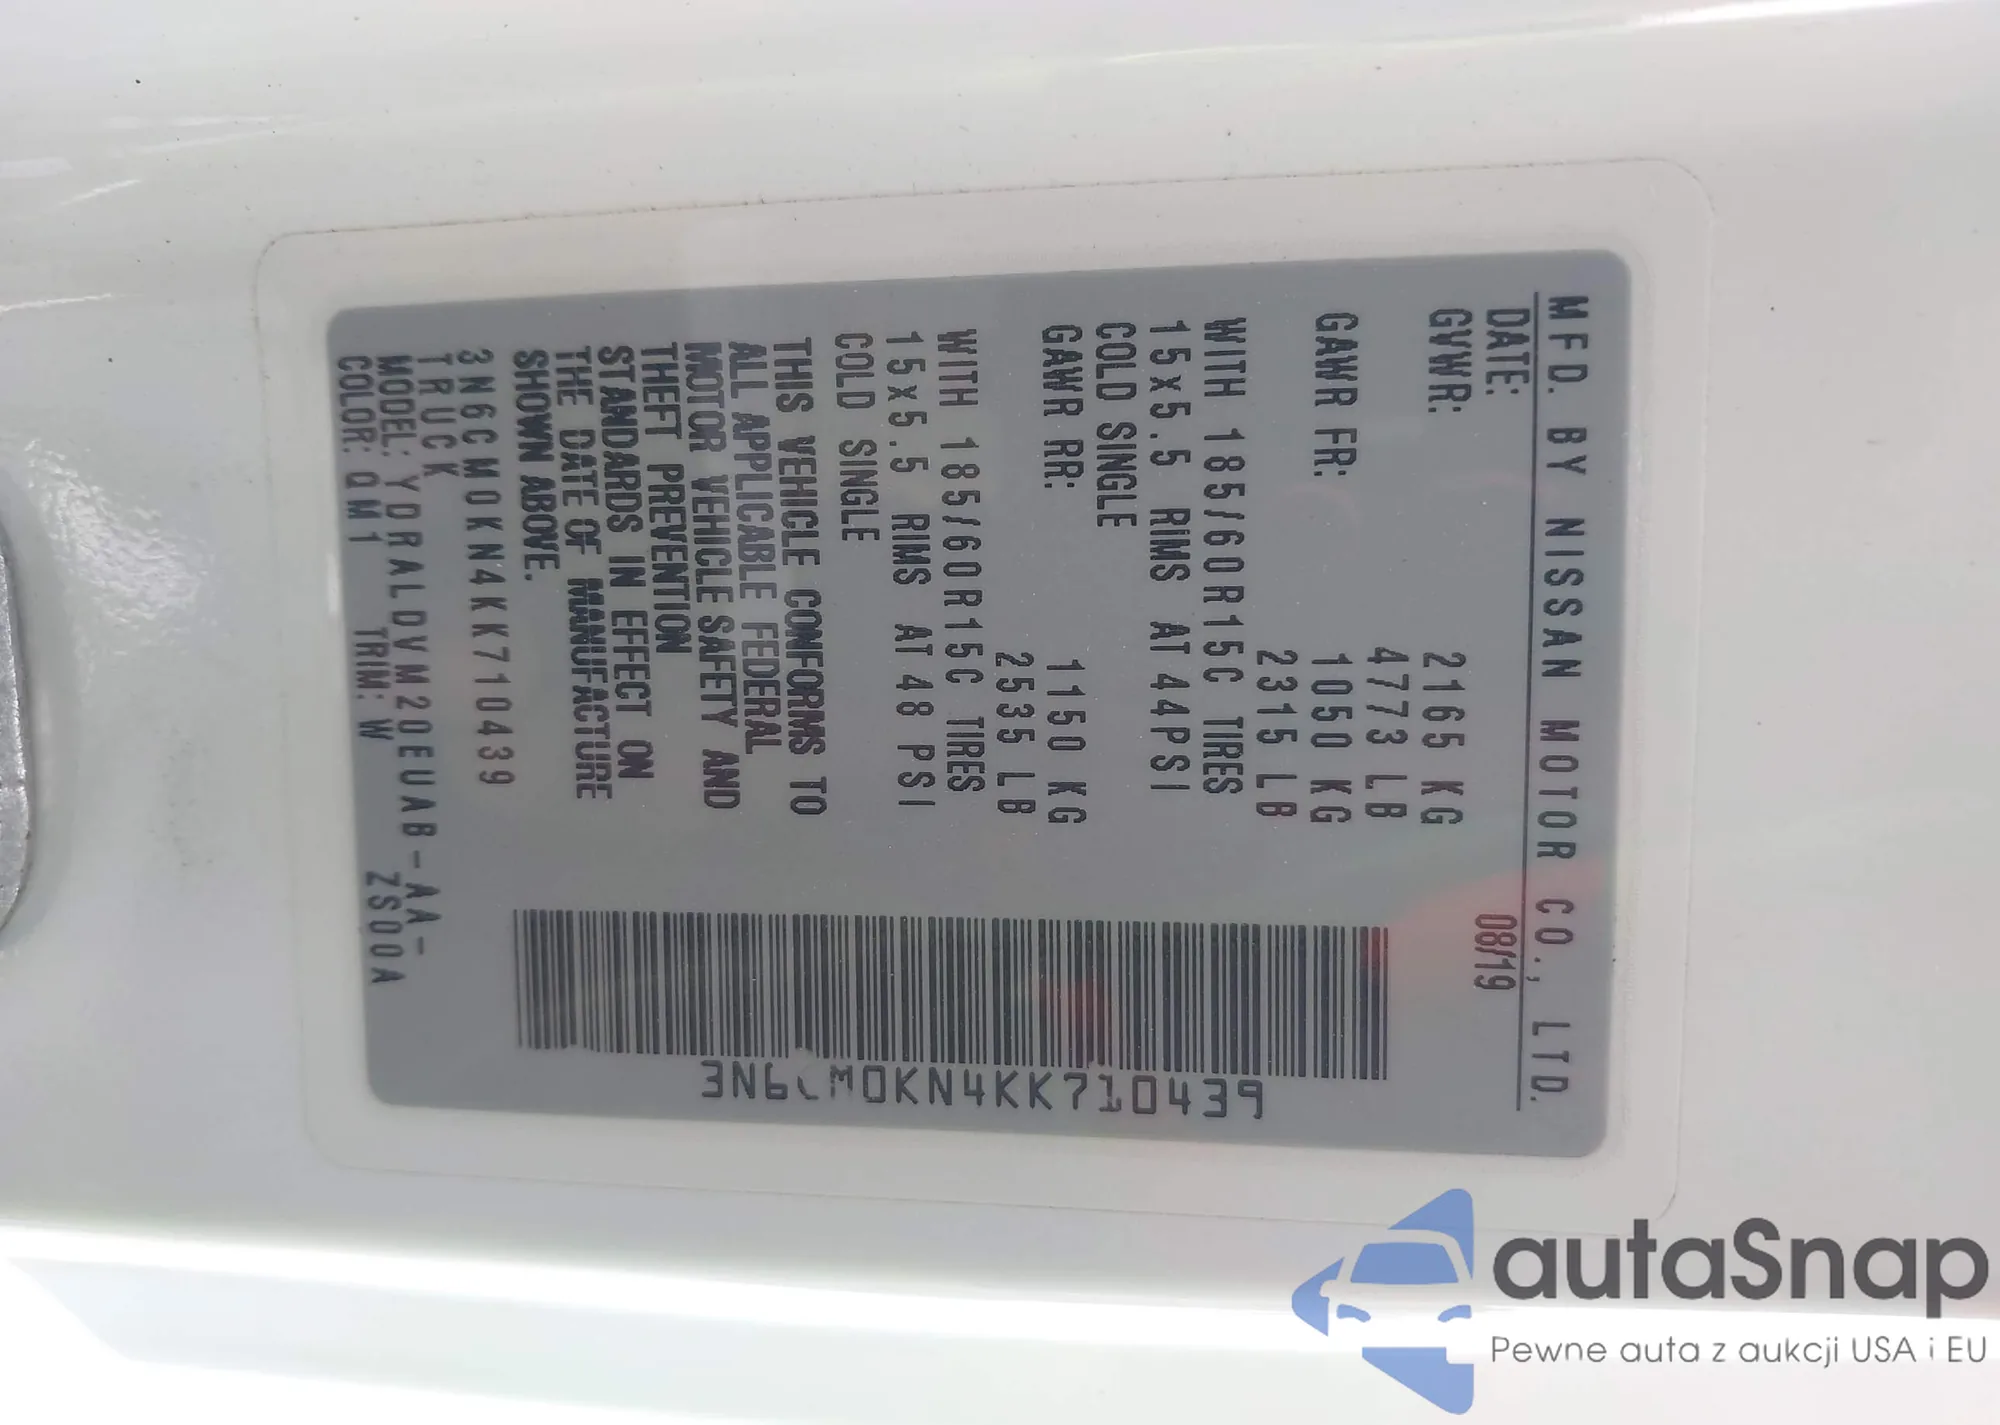 MFD. BY NISSAN MOTOR CO., LTD.
DATE: 08/19
GVWR: 2165 KG
4773 LB
GAWR FR: 1050 KG
2315 LB
WITH 185/60R15C TIRES
15x5.5 RIMS AT 44PSI
COLD SINGLE
GAWR RR: 1150 KG
2535 LB
WITH 185/60R15C TIRES
15x5.5 RIMS AT 48 PSI
COLD SINGLE
THIS VEHICLE CONFORMS TO
ALL APPLICABLE FEDERAL
MOTOR VEHICLE SAFETY AND
THEFT PREVENTION
STANDARDS IN EFFECT ON
THE DATE OF MANUFACTURE
SHOWN ABOVE.
3N6CM0KN4KK710439
TRUCK
MODEL: YDRALDVM20EUAB-AA-
COLOR: QM1 TRIM: W ZS00A
3N6CM0KN4KK710439
autaSnap
Pewne auta z aukcji USA i EU